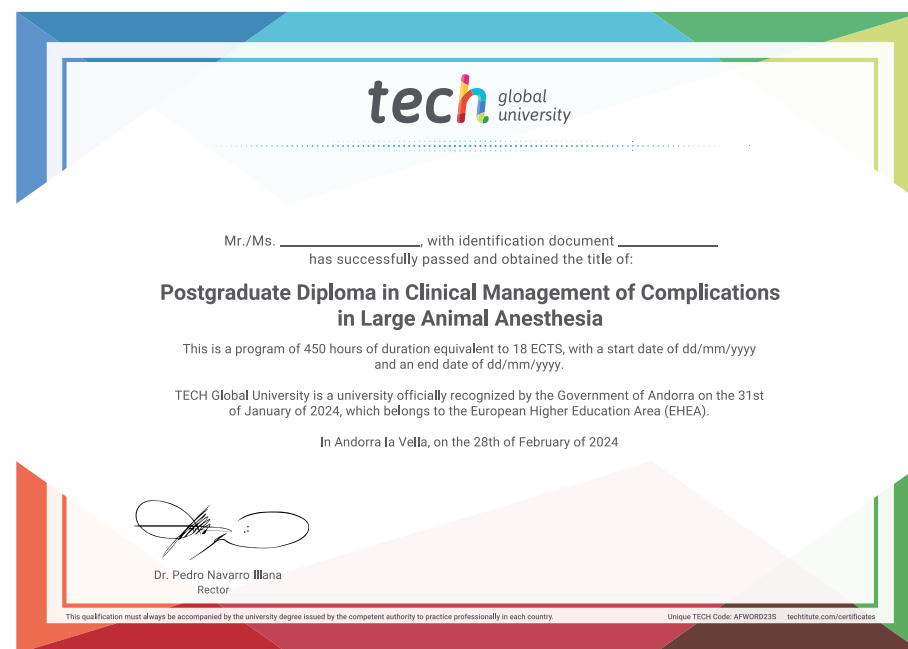 tech global
university
Mr./Ms. ____________, with identification document ____________
has successfully passed and obtained the title of:
Postgraduate Diploma in Clinical Management of Complications
in Large Animal Anesthesia
This is a program of 450 hours of duration equivalent to 18 ECTS, with a start date of dd/mm/yyyy
and an end date of dd/mm/yyyy.
TECH Global University is a university officially recognized by the Government of Andorra on the 31st
of January of 2024, which belongs to the European Higher Education Area (EHEA).
In Andorra la Vella, on the 28th of February of 2024
Dr. Pedro Navarro Illana
Rector
This qualification must always be accompanied by the university degree issued by the competent authority to practice professionally in each country.
Unique TECH Code: AFWORD23S techtitute.com/certificates